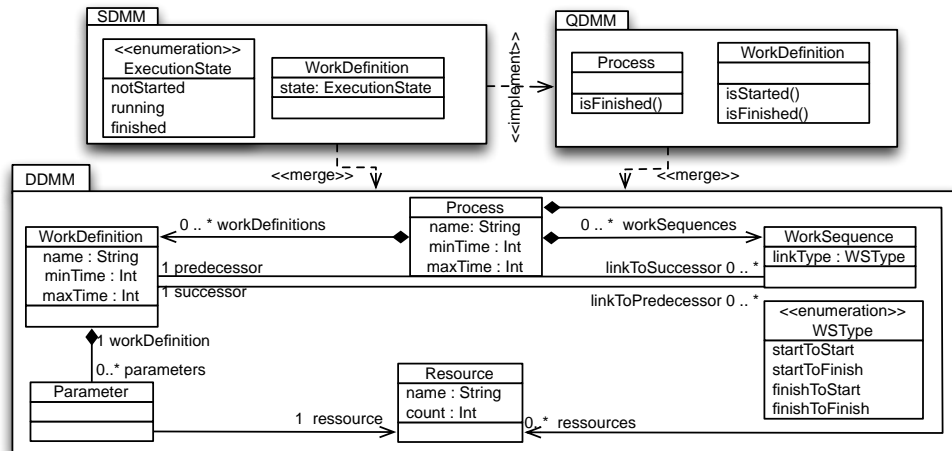 SDMM
<<enumeration>>
ExecutionState
notStarted
running
finished
WorkDefinition
state: ExecutionState
<<implement>>
QDMM
Process
isFinished()
WorkDefinition
isStarted()
isFinished()
<<merge>>
<<merge>>
DDMM
WorkDefinition
name : String
minTime : Int
maxTime : Int
0 .. * workDefinitions
Process
name: String
minTime : Int
maxTime : Int
0 .. * workSequences
WorkSequence
linkType : WSType
1 predecessor
linkToSuccessor 0 .. *
1 successor
linkToPredecessor 0 .. *
<<enumeration>>
WSType
startToStart
startToFinish
finishToStart
finishToFinish
1 workDefinition
0..* parameters
Parameter
Resource
name : String
count : Int
1 ressource
0..* ressources